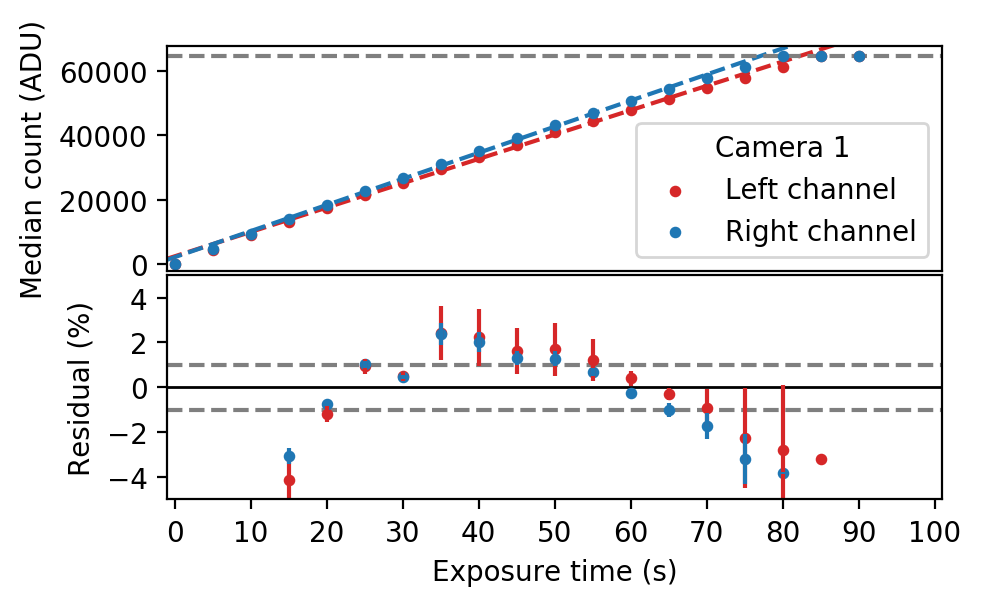 Median count (ADU)
60000
40000
20000
0
Camera 1
Left channel
Right channel
Residual (%)
4
2
0
−2
−4
0 10 20 30 40 50 60 70 80 90 100
Exposure time (s)